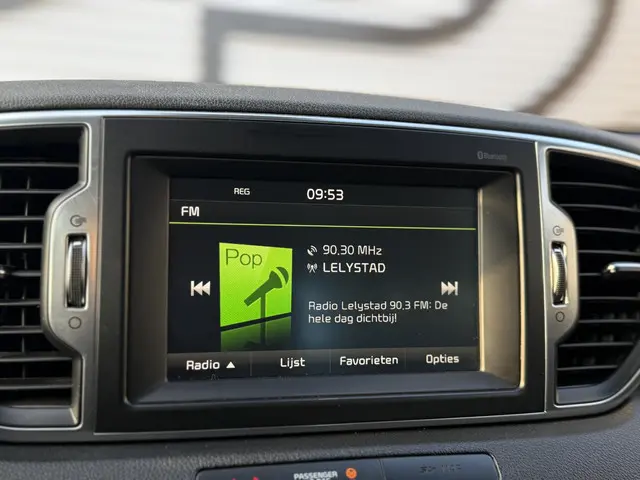 Bluetooth
REG 09:53
FM
Pop
90.30 MHz
LELYSTAD
Radio Lelystad 90.3 FM: De
hele dag dichtbij!
Radio Lijst Favorieten Opties
PASSENGER